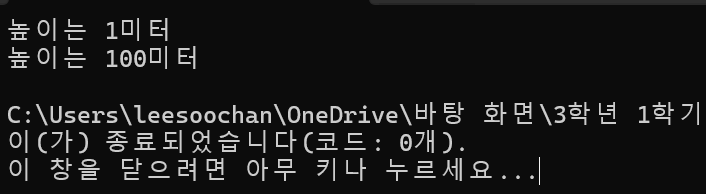 높이는 1미터
높이는 100미터
C:\Users\leesoochan\OneDrive\바탕 화면\3학년 1학기
이(가) 종료되었습니다(코드: 0개).
이 창을 닫으려면 아무 키나 누르세요...